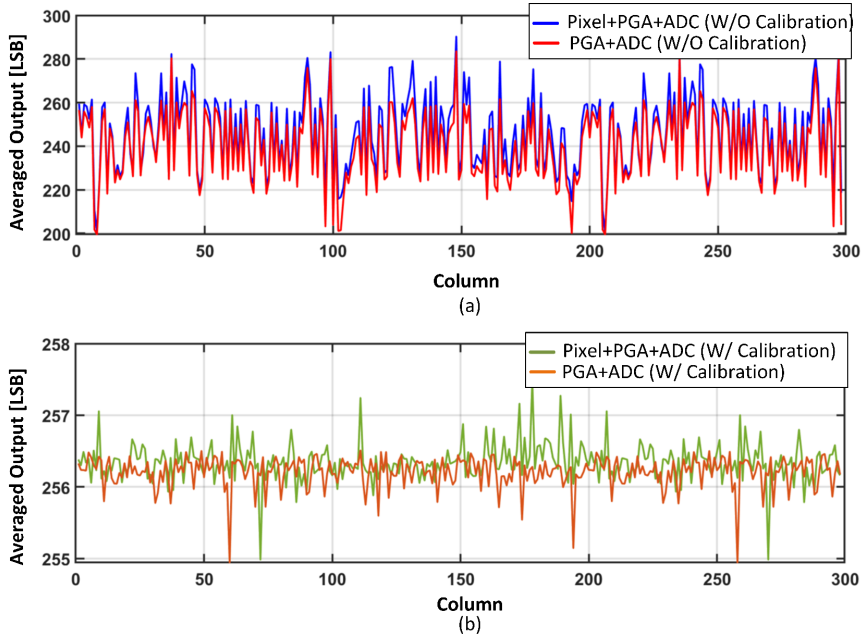 Pixel+PGA+ADC (W/O Calibration)
PGA+ADC (W/O Calibration)
Averaged Output [LSB]
300
280
260
240
220
200
0 50 100 150 200 250 300
Column
(a)
Pixel+PGA+ADC (W/ Calibration)
PGA+ADC (W/ Calibration)
Averaged Output [LSB]
258
257
256
255
0 50 100 150 200 250 300
Column
(b)